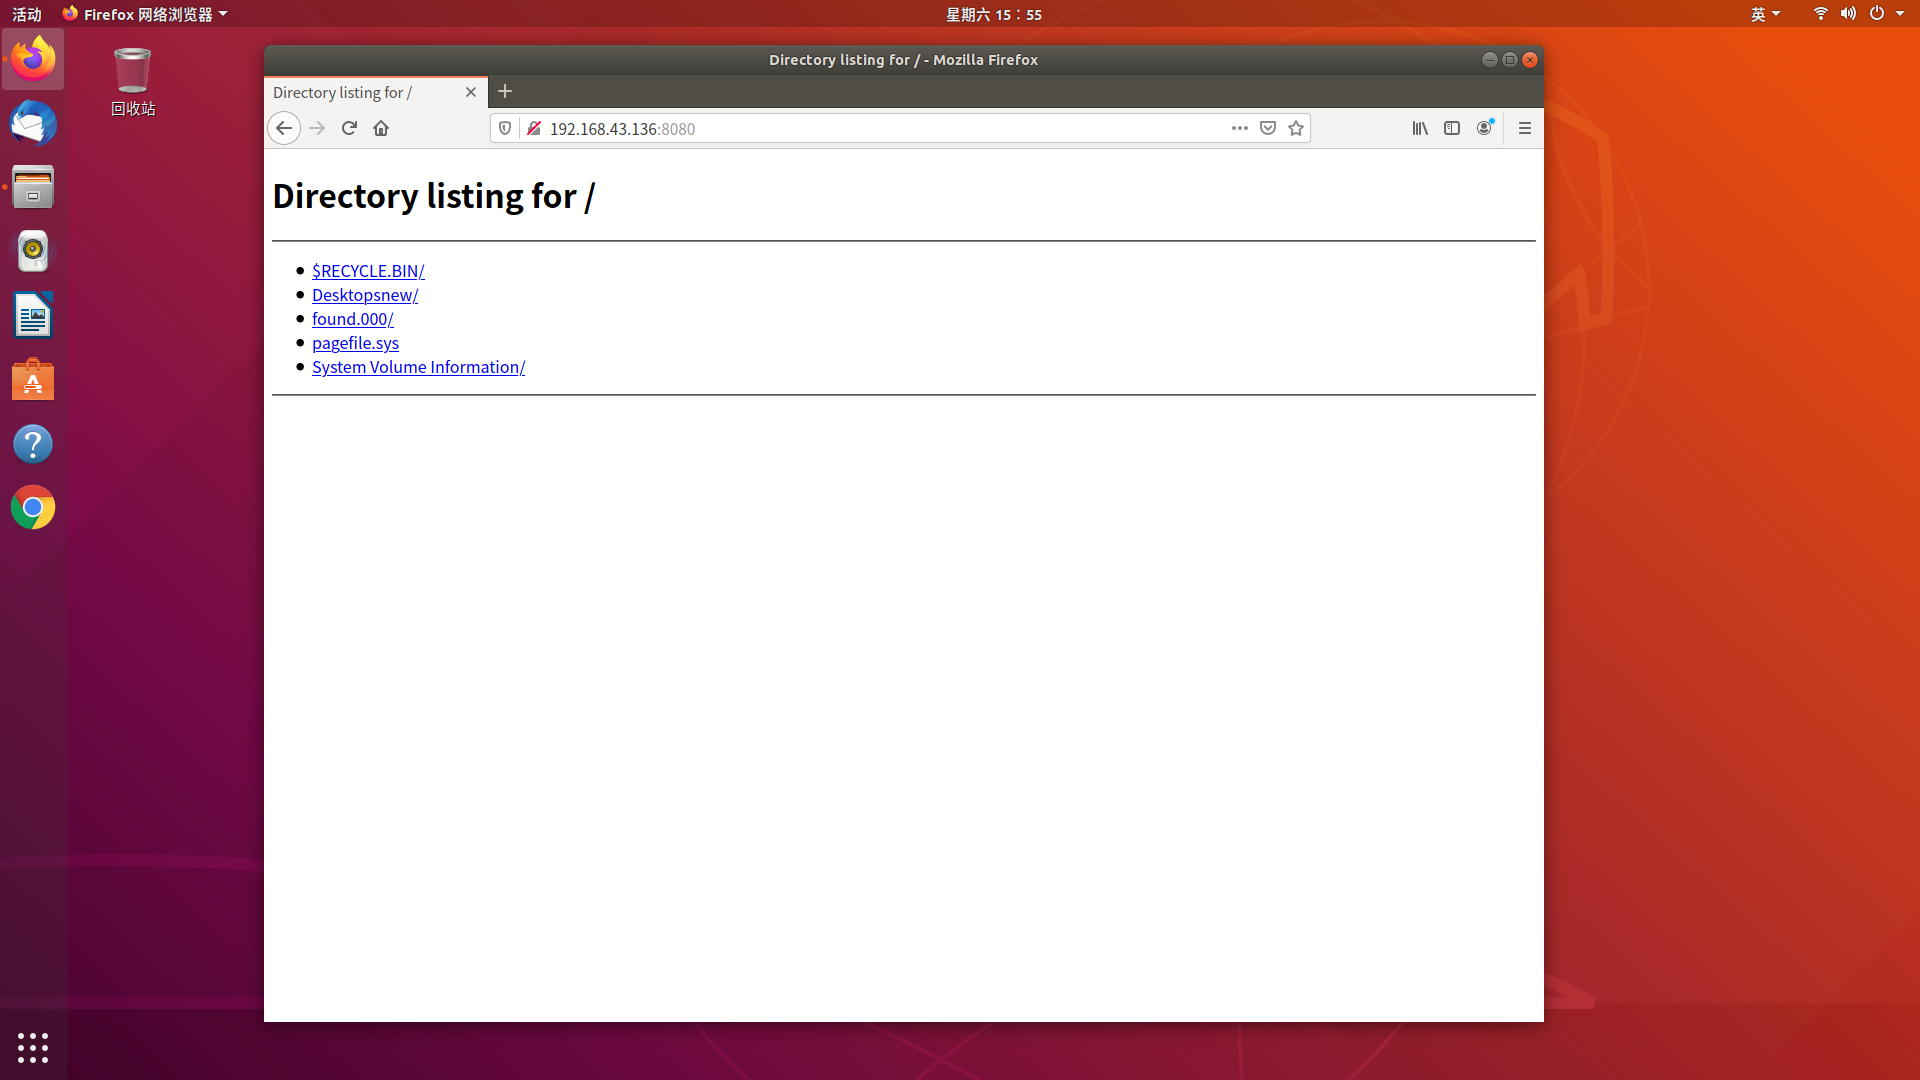 活动
Firefox 网络浏览器
星期六 15：55
英
回收站
Directory listing for / - Mozilla Firefox
Directory listing for /
192.168.43.136:8080
Directory listing for /
$RECYCLE.BIN/
Desktopsnew/
found.000/
pagefile.sys
System Volume Information/